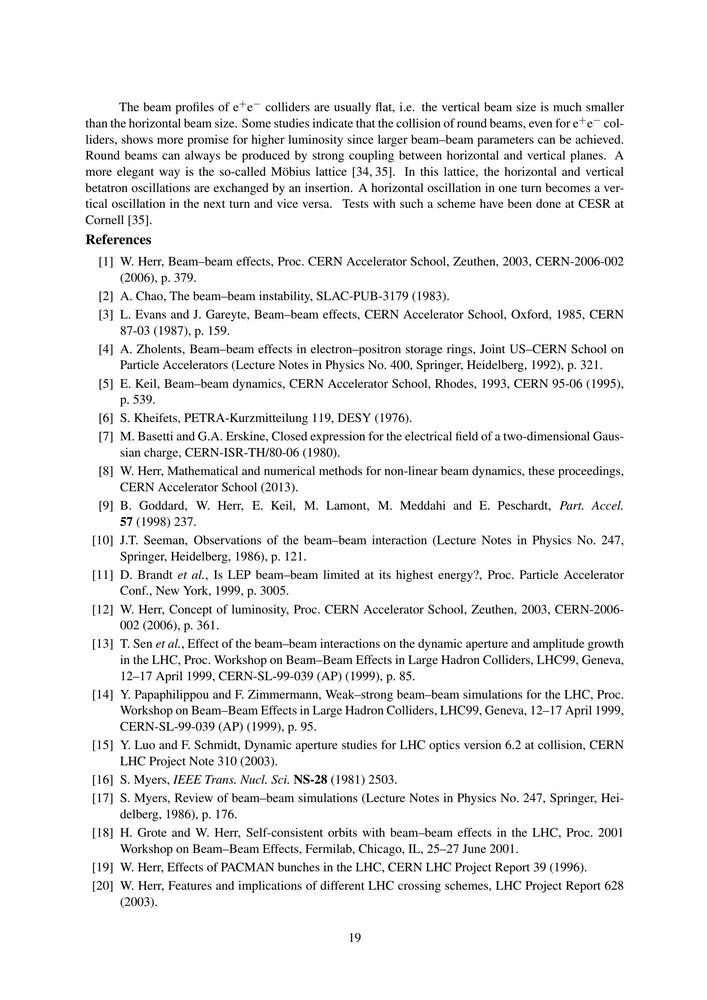 The beam profiles of e⁺e⁻ colliders are usually flat, i.e. the vertical beam size is much smaller
than the horizontal beam size. Some studies indicate that the collision of round beams, even for e⁺e⁻ col-
liders, shows more promise for higher luminosity since larger beam–beam parameters can be achieved.
Round beams can always be produced by strong coupling between horizontal and vertical planes. A
more elegant way is the so-called Möbius lattice [34, 35]. In this lattice, the horizontal and vertical
betatron oscillations are exchanged by an insertion. A horizontal oscillation in one turn becomes a ver-
tical oscillation in the next turn and vice versa. Tests with such a scheme have been done at CESR at
Cornell [35].
References
[1] W. Herr, Beam–beam effects, Proc. CERN Accelerator School, Zeuthen, 2003, CERN-2006-002
(2006), p. 379.
[2] A. Chao, The beam–beam instability, SLAC-PUB-3179 (1983).
[3] L. Evans and J. Gareyte, Beam–beam effects, CERN Accelerator School, Oxford, 1985, CERN
87-03 (1987), p. 159.
[4] A. Zholents, Beam–beam effects in electron–positron storage rings, Joint US–CERN School on
Particle Accelerators (Lecture Notes in Physics No. 400, Springer, Heidelberg, 1992), p. 321.
[5] E. Keil, Beam–beam dynamics, CERN Accelerator School, Rhodes, 1993, CERN 95-06 (1995),
p. 539.
[6] S. Kheifets, PETRA-Kurzmitteilung 119, DESY (1976).
[7] M. Basetti and G.A. Erskine, Closed expression for the electrical field of a two-dimensional Gaus-
sian charge, CERN-ISR-TH/80-06 (1980).
[8] W. Herr, Mathematical and numerical methods for non-linear beam dynamics, these proceedings,
CERN Accelerator School (2013).
[9] B. Goddard, W. Herr, E. Keil, M. Lamont, M. Meddahi and E. Peschardt, Part. Accel.
57 (1998) 237.
[10] J.T. Seeman, Observations of the beam–beam interaction (Lecture Notes in Physics No. 247,
Springer, Heidelberg, 1986), p. 121.
[11] D. Brandt et al., Is LEP beam–beam limited at its highest energy?, Proc. Particle Accelerator
Conf., New York, 1999, p. 3005.
[12] W. Herr, Concept of luminosity, Proc. CERN Accelerator School, Zeuthen, 2003, CERN-2006-
002 (2006), p. 361.
[13] T. Sen et al., Effect of the beam–beam interactions on the dynamic aperture and amplitude growth
in the LHC, Proc. Workshop on Beam–Beam Effects in Large Hadron Colliders, LHC99, Geneva,
12–17 April 1999, CERN-SL-99-039 (AP) (1999), p. 85.
[14] Y. Papaphilippou and F. Zimmermann, Weak–strong beam–beam simulations for the LHC, Proc.
Workshop on Beam–Beam Effects in Large Hadron Colliders, LHC99, Geneva, 12–17 April 1999,
CERN-SL-99-039 (AP) (1999), p. 95.
[15] Y. Luo and F. Schmidt, Dynamic aperture studies for LHC optics version 6.2 at collision, CERN
LHC Project Note 310 (2003).
[16] S. Myers, IEEE Trans. Nucl. Sci. NS-28 (1981) 2503.
[17] S. Myers, Review of beam–beam simulations (Lecture Notes in Physics No. 247, Springer, Hei-
delberg, 1986), p. 176.
[18] H. Grote and W. Herr, Self-consistent orbits with beam–beam effects in the LHC, Proc. 2001
Workshop on Beam–Beam Effects, Fermilab, Chicago, IL, 25–27 June 2001.
[19] W. Herr, Effects of PACMAN bunches in the LHC, CERN LHC Project Report 39 (1996).
[20] W. Herr, Features and implications of different LHC crossing schemes, LHC Project Report 628
(2003).
19